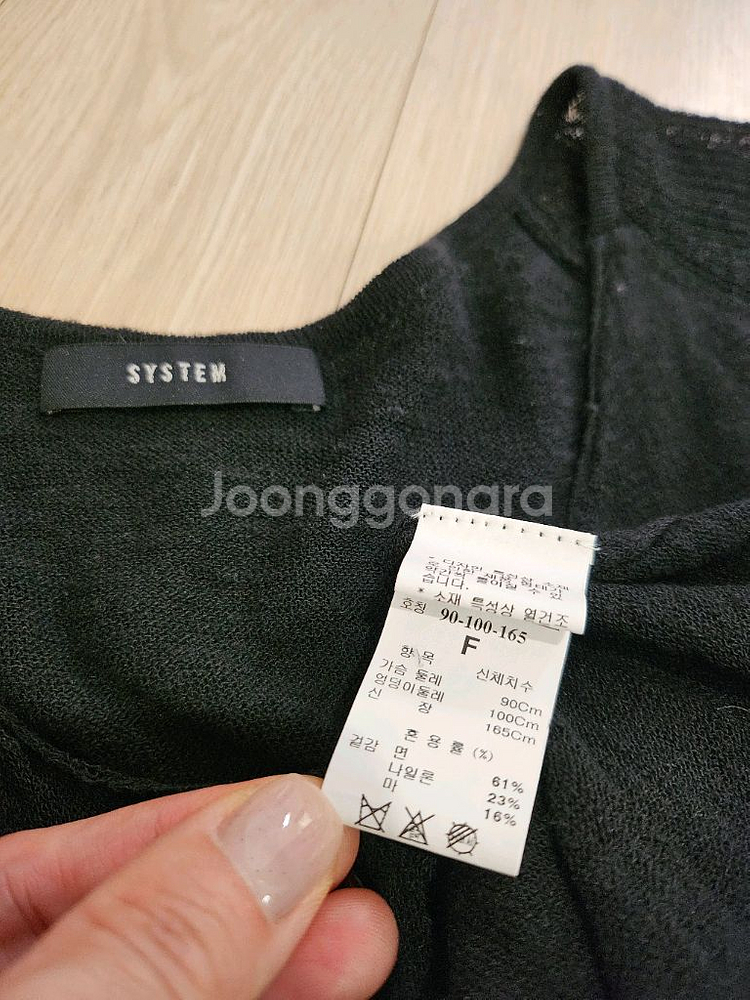 SYSTEM
Joonggonara
습니다.
* 소재 특성상 열건조
호칭 90-100-165
F
항 목 신체치수
가슴둘레 90Cm
엉덩이둘레 100Cm
신 장 165Cm
혼 용 률 (%)
겉감 면 61%
나일론 23%
마 16%